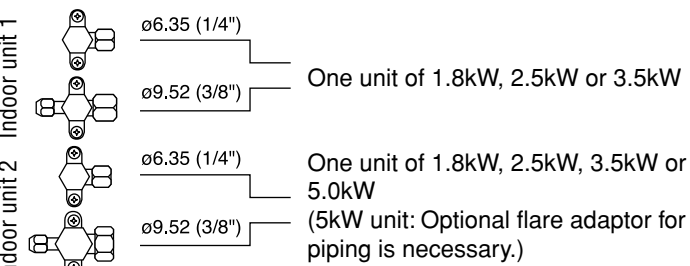 Indoor unit 1
ø6.35 (1/4")
ø9.52 (3/8")
One unit of 1.8kW, 2.5kW or 3.5kW
ndoor unit 2
ø6.35 (1/4")
ø9.52 (3/8")
One unit of 1.8kW, 2.5kW, 3.5kW or
5.0kW
(5kW unit: Optional flare adaptor for
piping is necessary.)